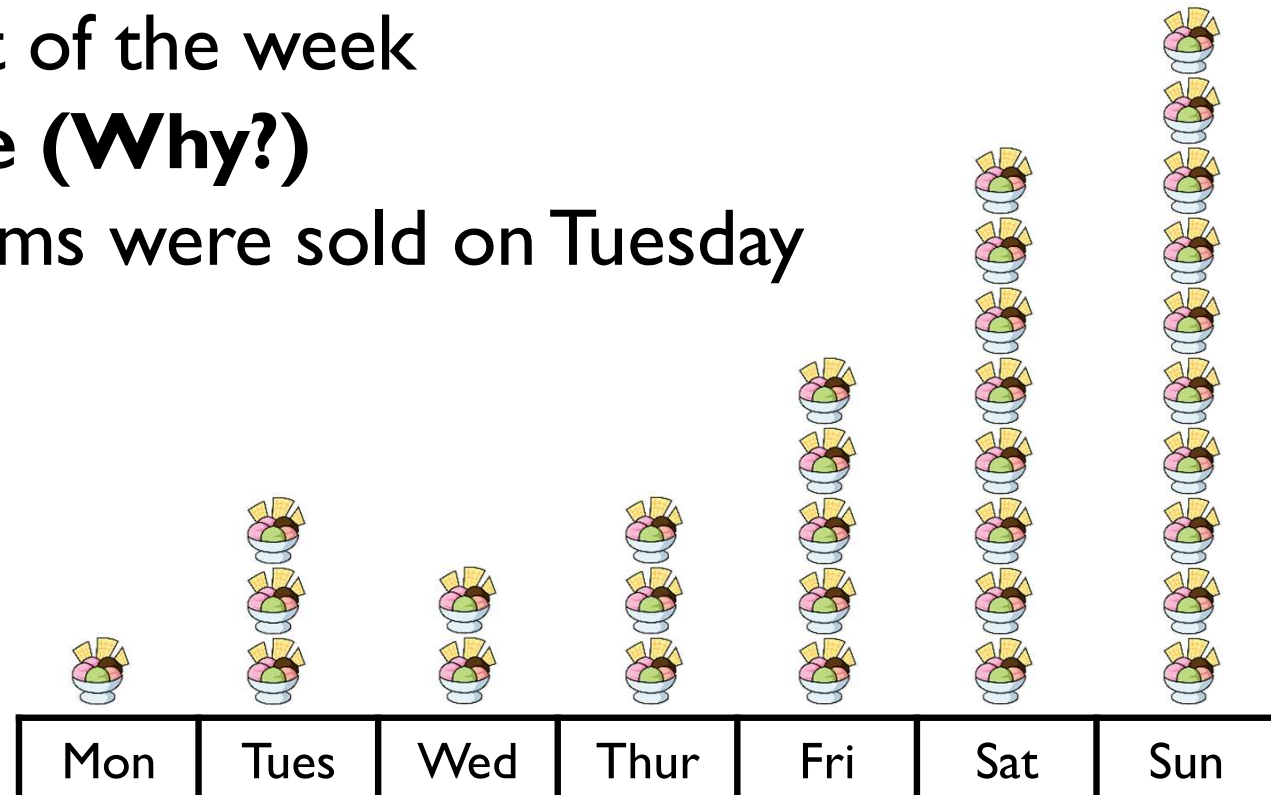 t of the week
e (Why?)
ms were sold on Tuesday
Mon Tues Wed Thur Fri Sat Sun